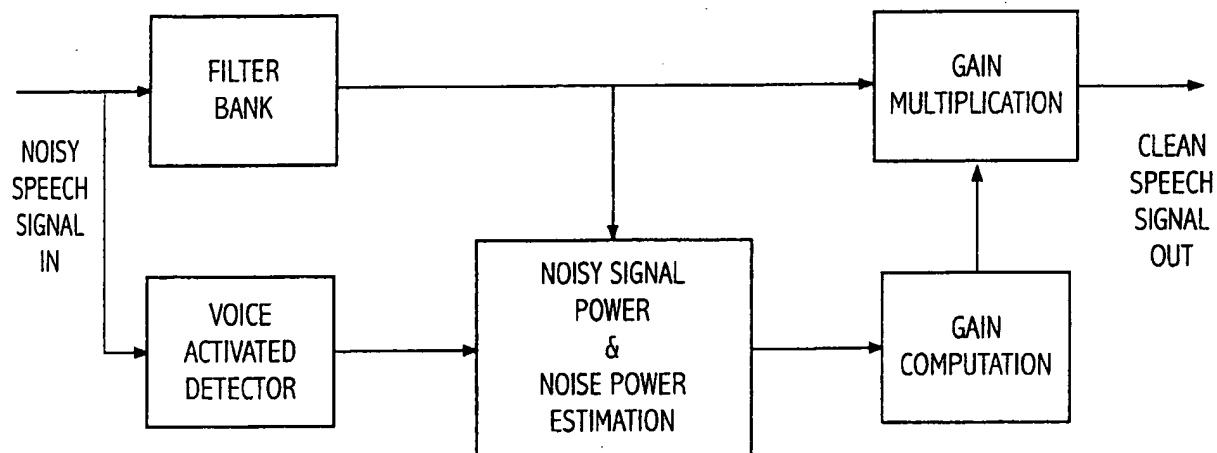 FILTER
BANK
GAIN
MULTIPLICATION
NOISY
SPEECH
SIGNAL
IN
CLEAN
SPEECH
SIGNAL
OUT
VOICE
ACTIVATED
DETECTOR
NOISY SIGNAL
POWER
&
NOISE POWER
ESTIMATION
GAIN
COMPUTATION